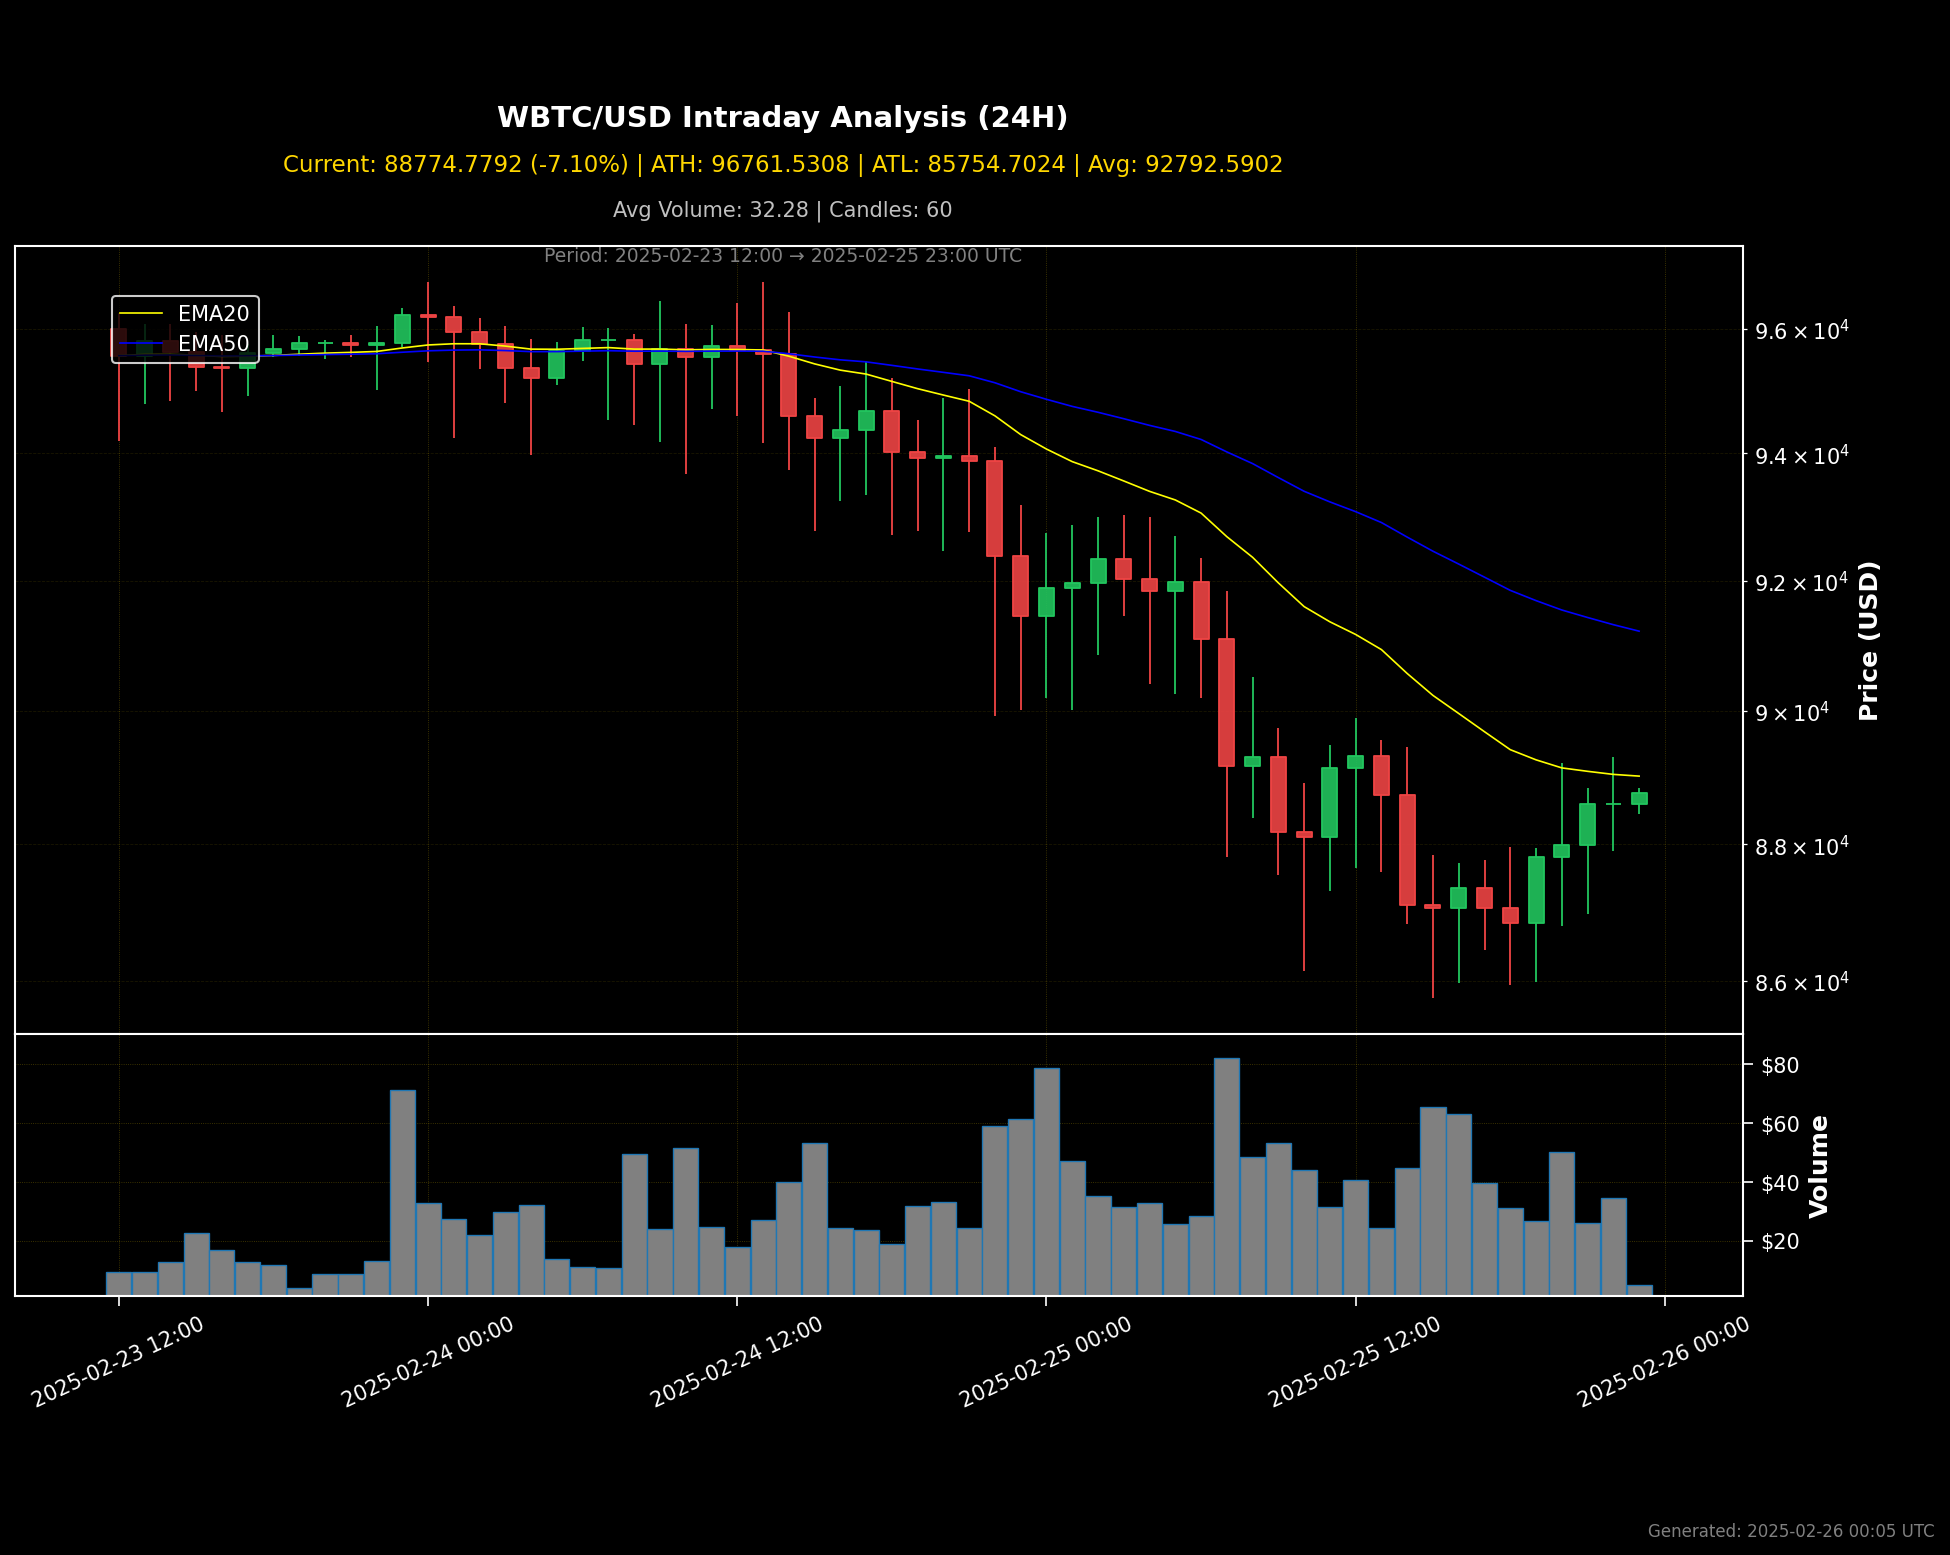 WBTC/USD Intraday Analysis (24H)
Current: 88774.7792 (-7.10%) | ATH: 96761.5308 | ATL: 85754.7024 | Avg: 92792.5902
Avg Volume: 32.28 | Candles: 60
Period: 2025-02-23 12:00 → 2025-02-25 23:00 UTC
EMA20
EMA50
9.6 × 10⁴
9.4 × 10⁴
9.2 × 10⁴
9 × 10⁴
8.8 × 10⁴
8.6 × 10⁴
Price (USD)
$80
$60
$40
$20
Volume
2025-02-23 12:00
2025-02-24 00:00
2025-02-24 12:00
2025-02-25 00:00
2025-02-25 12:00
2025-02-26 00:00
Generated: 2025-02-26 00:05 UTC